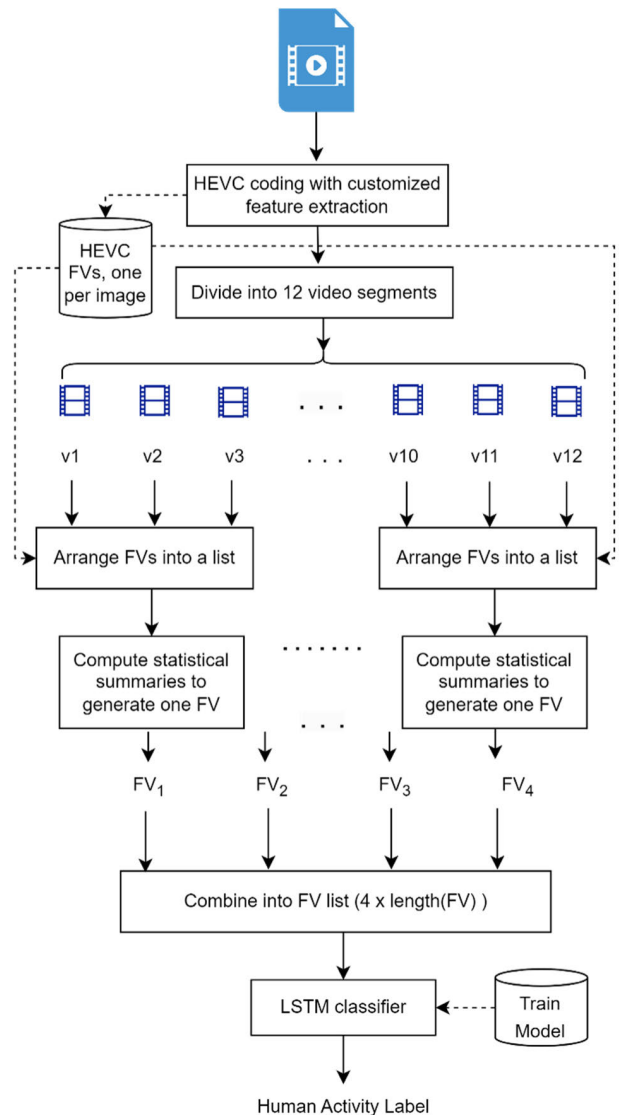 HEVC coding with customized
feature extraction
HEVC
FVs, one
per image
Divide into 12 video segments
. . .
v1 v2 v3 . . . v10 v11 v12
Arrange FVs into a list Arrange FVs into a list
. . . . . . .
Compute statistical
summaries to
generate one FV
Compute statistical
summaries to
generate one FV
. . .
FV1 FV2 FV3 FV4
Combine into FV list (4 x length(FV) )
LSTM classifier
Train
Model
Human Activity Label